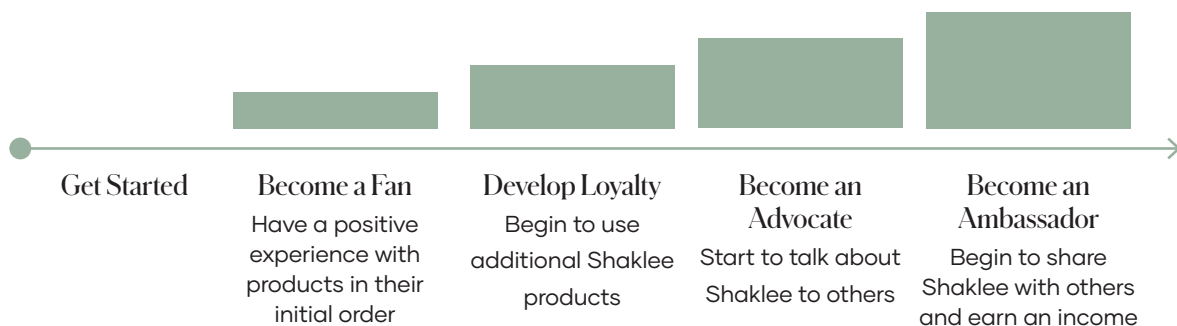 Get Started
Become a Fan
Have a positive
experience with
products in their
initial order
Develop Loyalty
Begin to use
additional Shaklee
products
Become an
Advocate
Start to talk about
Shaklee to others
Become an
Ambassador
Begin to share
Shaklee with others
and earn an income